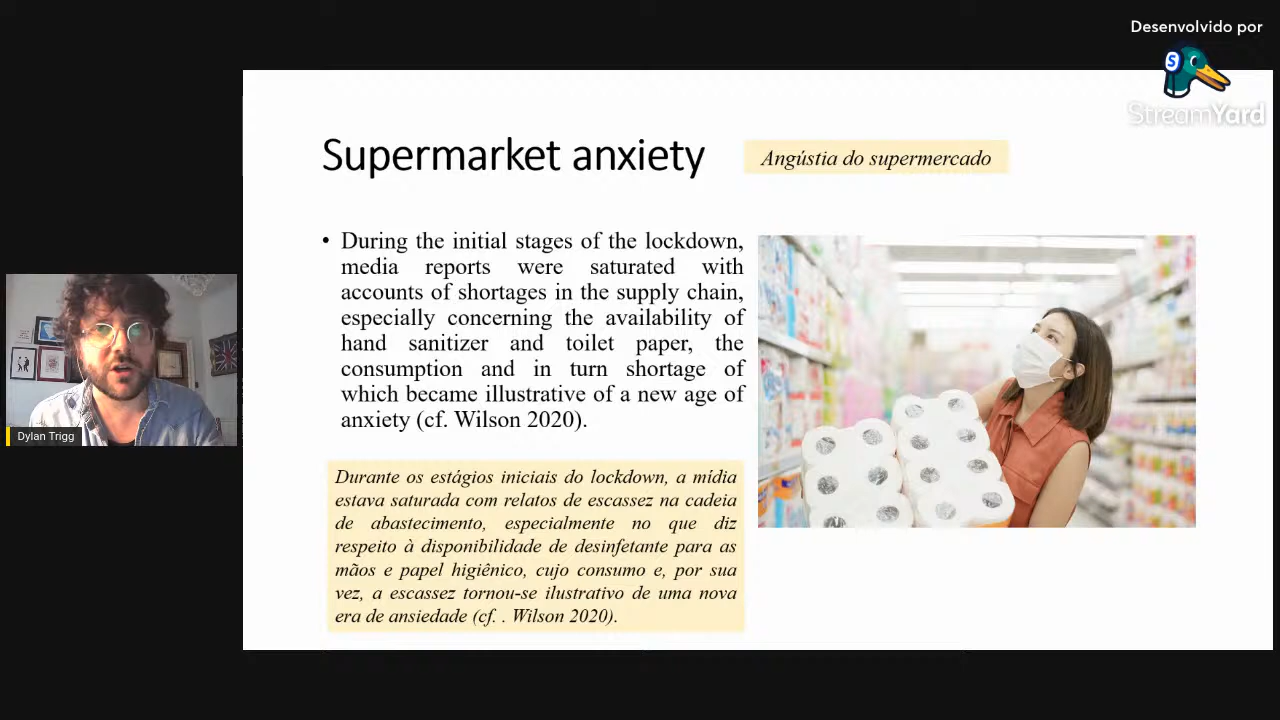 Desenvolvido por
StreamYard
Supermarket anxiety
Angústia do supermercado
• During the initial stages of the lockdown,
media reports were saturated with
accounts of shortages in the supply chain,
especially concerning the availability of
hand sanitizer and toilet paper, the
consumption and in turn shortage of
which became illustrative of a new age of
anxiety (cf. Wilson 2020).
Durante os estágios iniciais do lockdown, a mídia
estava saturada com relatos de escassez na cadeia
de abastecimento, especialmente no que diz
respeito à disponibilidade de desinfetante para as
mãos e papel higiênico, cujo consumo e, por sua
vez, a escassez tornou-se ilustrativo de uma nova
era de ansiedade (cf. . Wilson 2020).
Dylan Trigg